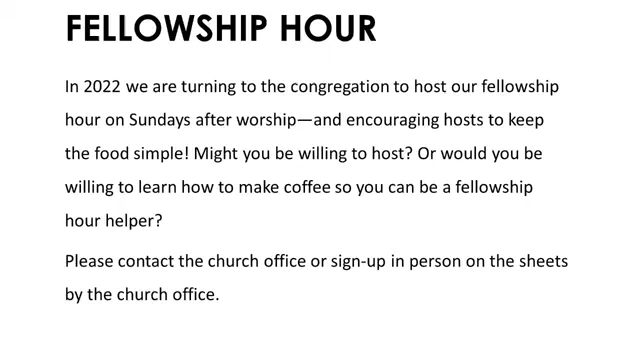 FELLOWSHIP HOUR
In 2022 we are turning to the congregation to host our fellowship
hour on Sundays after worship—and encouraging hosts to keep
the food simple! Might you be willing to host? Or would you be
willing to learn how to make coffee so you can be a fellowship
hour helper?
Please contact the church office or sign-up in person on the sheets
by the church office.